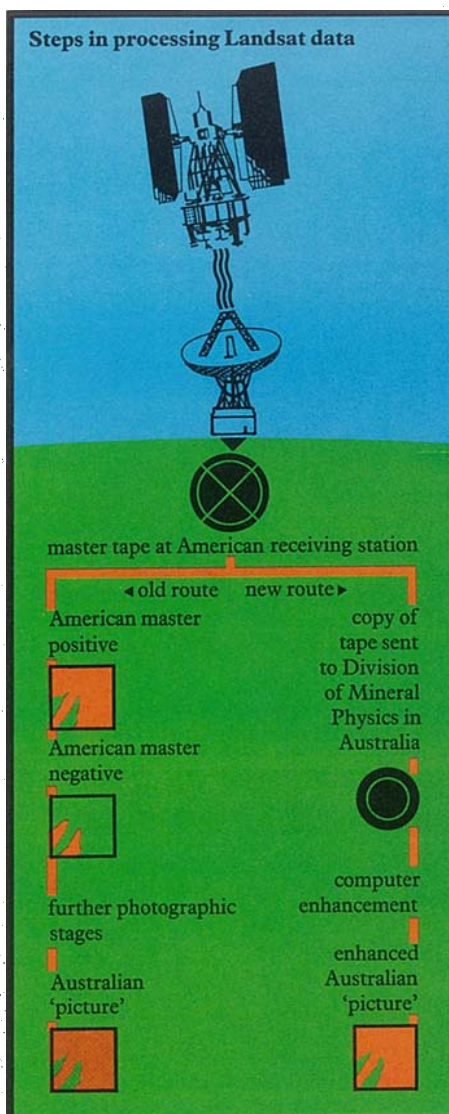 Steps in processing Landsat data
master tape at American receiving station
◄ old route new route ►
American master
positive
American master
negative
further photographic
stages
Australian
‘picture’
copy of
tape sent
to Division
of Mineral
Physics in
Australia
computer
enhancement
enhanced
Australian
‘picture’